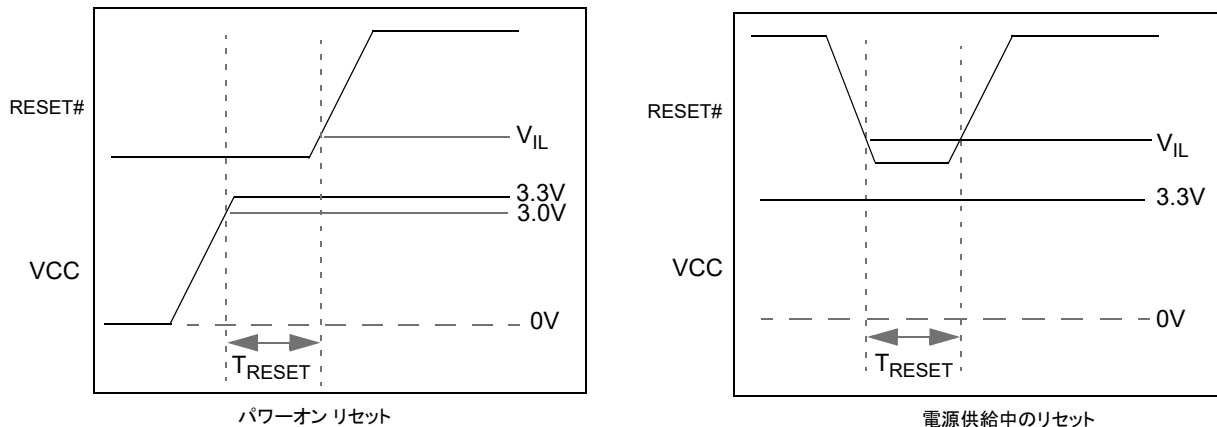 RESET#
VIL
3.3V
3.0V
VCC
0V
TRESET
パワーオン リセット
RESET#
VIL
3.3V
VCC
0V
TRESET
電源供給中のリセット